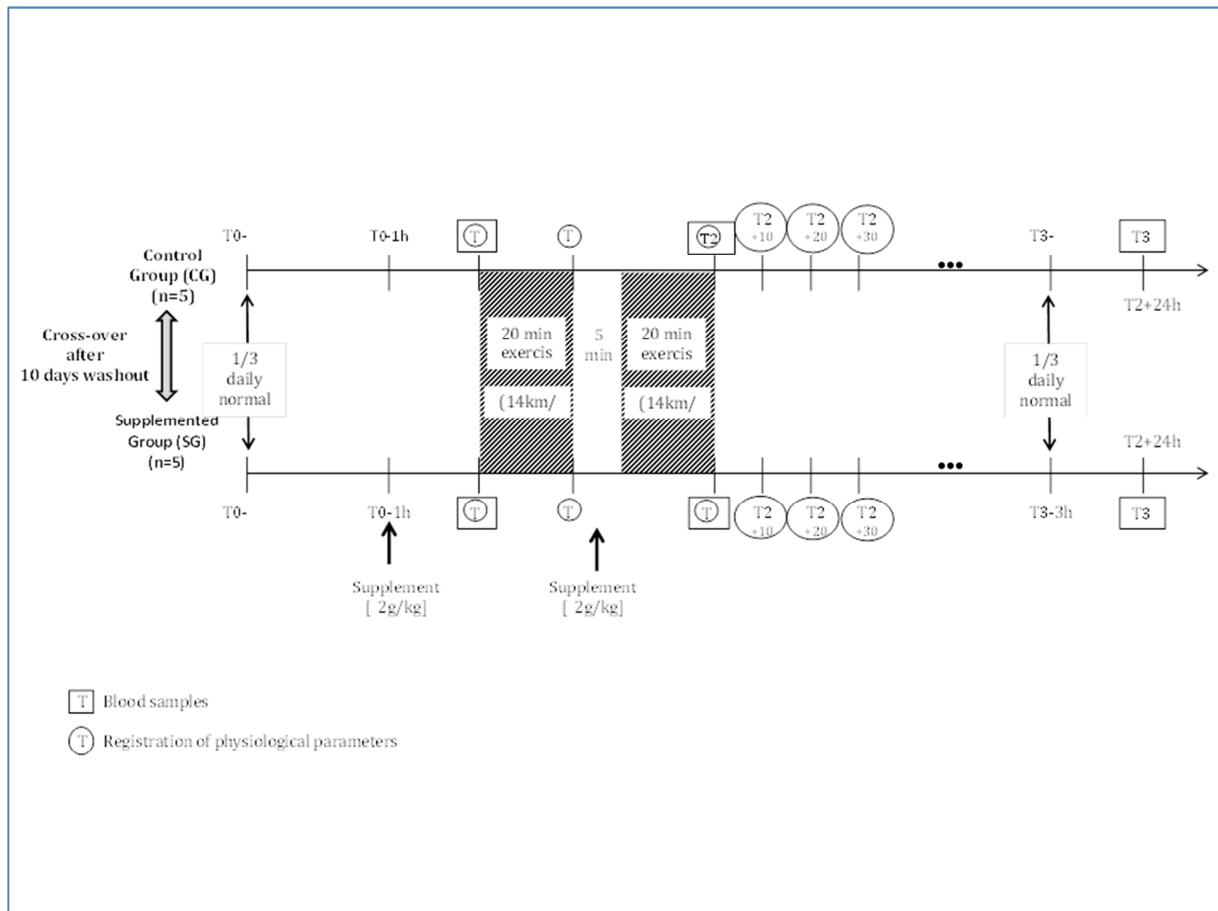 T0-
T0-1h
T
T
T2
T2
+10
T2
+20
T2
+30
T3-
T3
Control
Group (CG)
(n=5)
T2+24h
Cross-over
after
10 days washout
1/3
daily
normal
20 min
exercis
(14km/
5
min
20 min
exercis
(14km/
1/3
daily
normal
Supplemented
Group (SG)
(n=5)
T2+24h
T0-
T0-1h
T
T
T
T2
+10
T2
+20
T2
+30
T3-3h
T3
Supplement
[ 2g/kg]
Supplement
[ 2g/kg]
T Blood samples
T Registration of physiological parameters